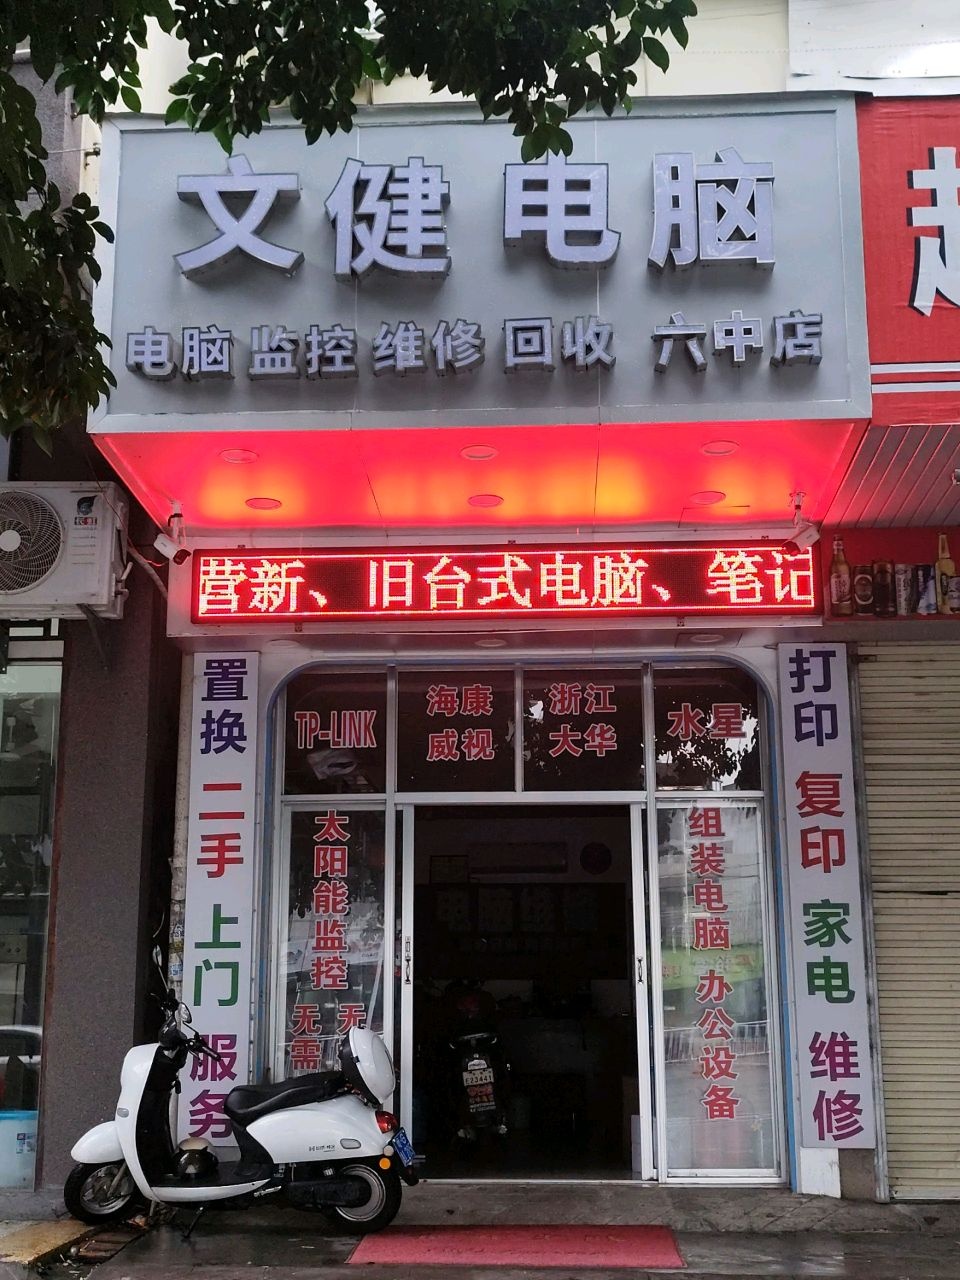 文健电脑
电脑 监控 维修 回收 六中店
营新、旧台式电脑、笔记
置换 二手 上门 服务
TP-LINK
海康
威视
浙江
大华
水星
太阳能监控
无需
无
组装电脑 办公设备
打印 复印 家电 维修